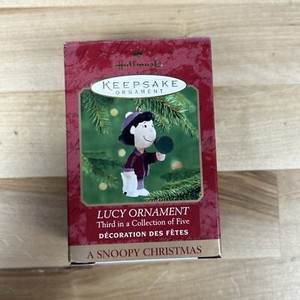 Hallmark
KEEPSAKE
ORNAMENT
LUCY ORNAMENT
Third in a Collection of Five
DÉCORATION DES FÊTES
A SNOOPY CHRISTMAS